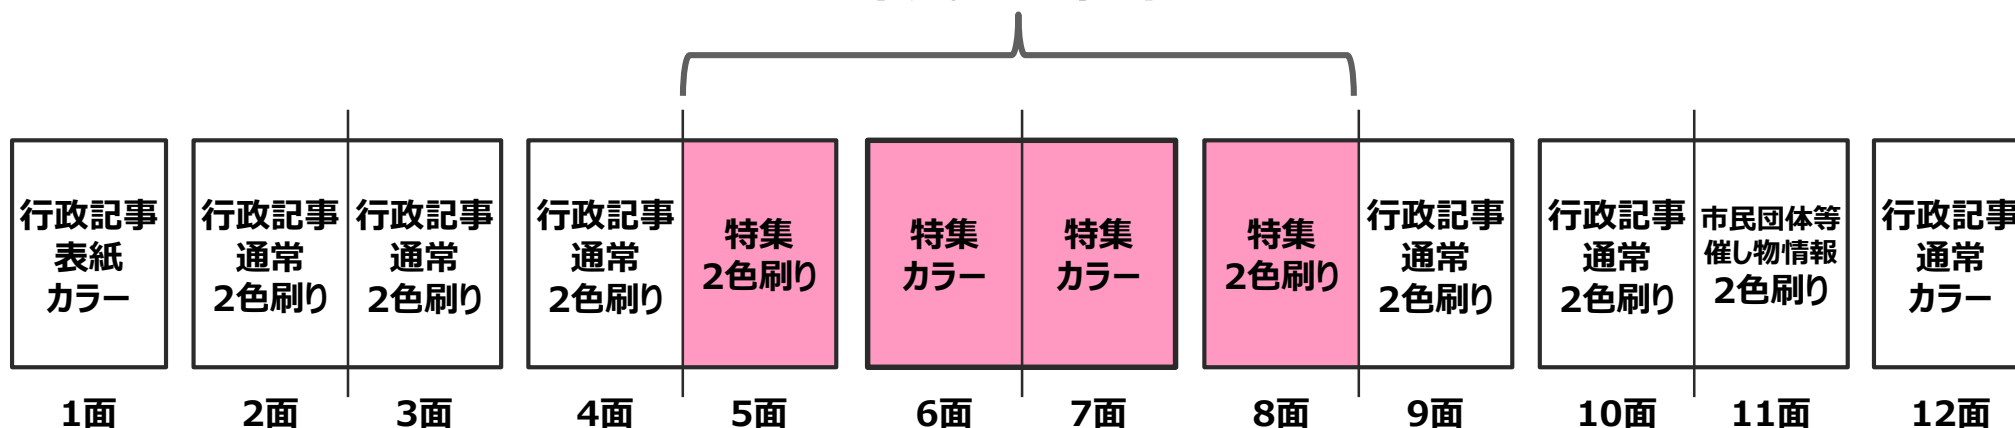 行政記事
表紙
カラー
行政記事
通常
2色刷り
行政記事
通常
2色刷り
行政記事
通常
2色刷り
特集
2色刷り
特集
カラー
特集
カラー
特集
2色刷り
行政記事
通常
2色刷り
行政記事
通常
2色刷り
市民団体等
催し物情報
2色刷り
行政記事
通常
カラー
1面
2面
3面
4面
5面
6面
7面
8面
9面
10面
11面
12面